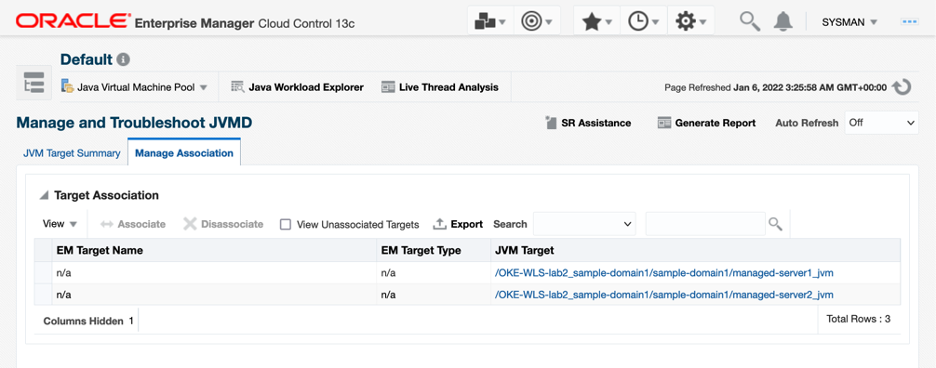 ORACLE Enterprise Manager Cloud Control 13c SYSMAN
Default
Java Virtual Machine Pool Java Workload Explorer Live Thread Analysis Page Refreshed Jan 6, 2022 3:25:58 AM GMT+00:00
Manage and Troubleshoot JVMD SR Assistance Generate Report Auto Refresh Off
JVM Target Summary Manage Association
Target Association
View Associate Disassociate View Unassociated Targets Export Search
EM Target Name EM Target Type JVM Target
n/a n/a /OKE-WLS-lab2_sample-domain1/sample-domain1/managed-server1_jvm
n/a n/a /OKE-WLS-lab2_sample-domain1/sample-domain1/managed-server2_jvm
Columns Hidden 1 Total Rows : 3